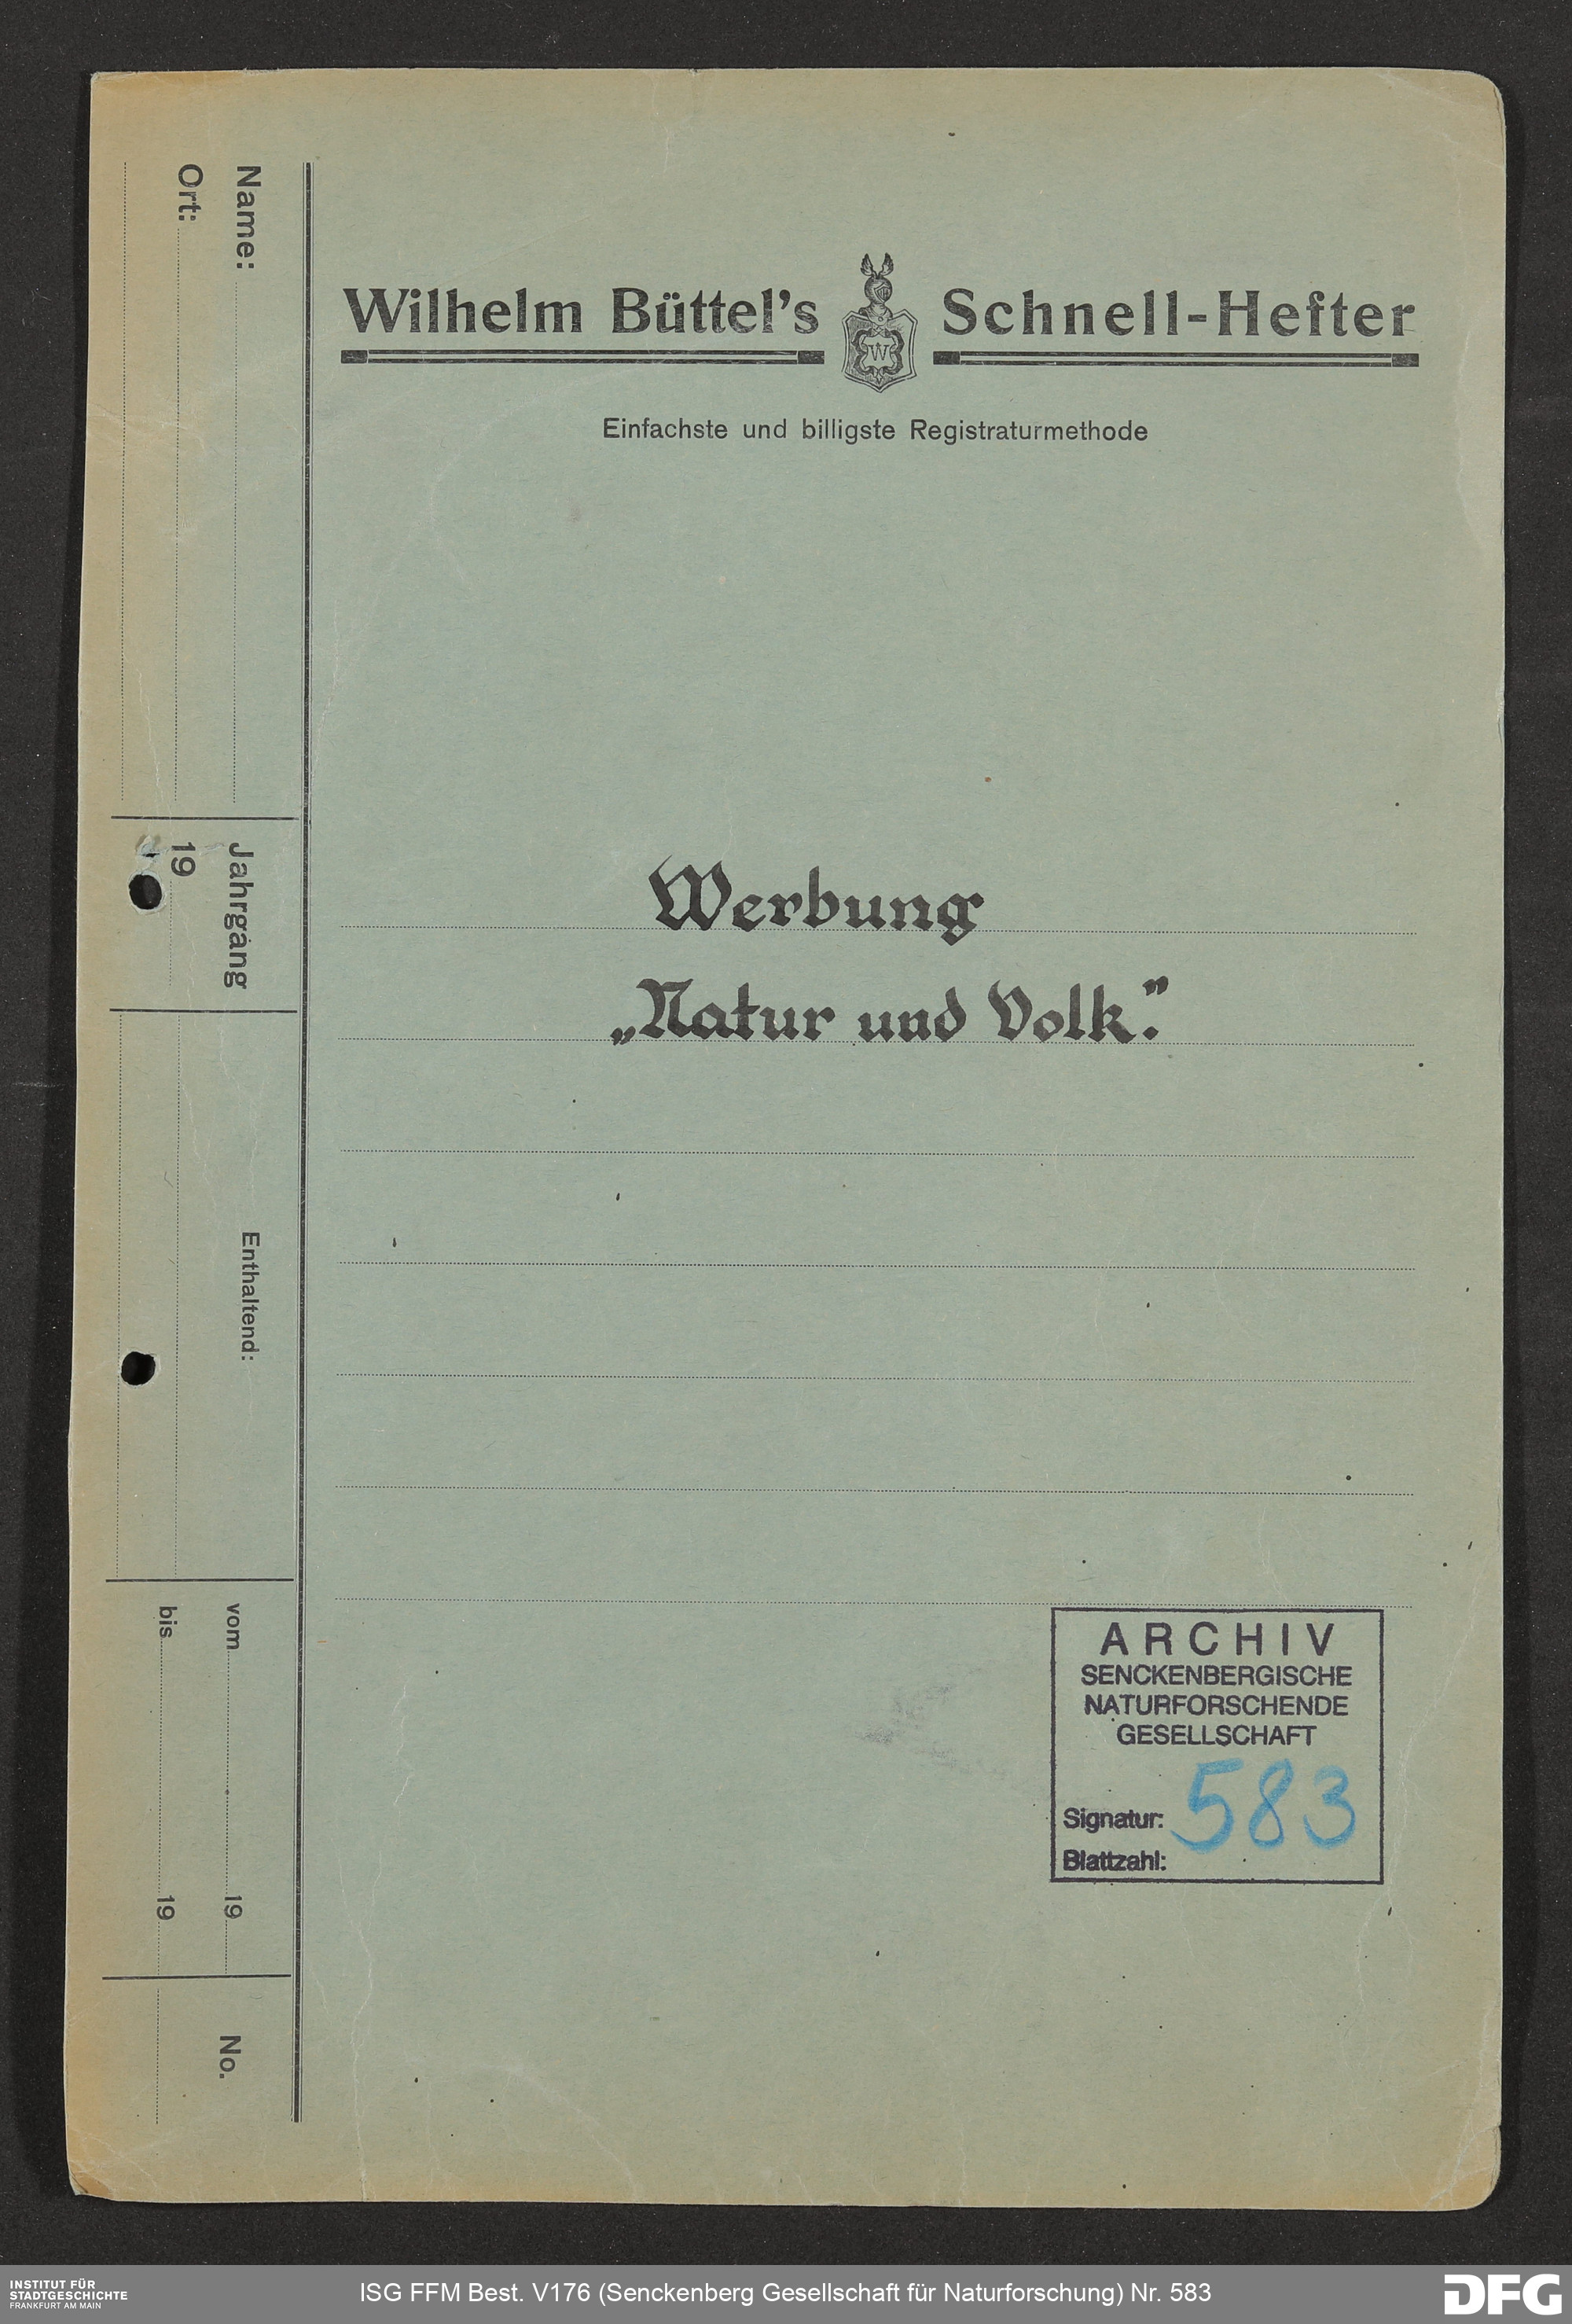 Wilhelm Büttel's W Schnell-Hefter
Einfachste und billigste Registraturmethode
Name:
Ort:
Jahrgang
19
Enthaltend:
vom 19
bis 19
No.
Werbung
„Natur und Volk."
ARCHIV
SENCKENBERGISCHE
NATURFORSCHENDE
GESELLSCHAFT
Signatur: 583
Blattzahl:
INSTITUT FÜR
STADTGESCHICHTE
FRANKFURT AM MAIN
ISG FFM Best. V176 (Senckenberg Gesellschaft für Naturforschung) Nr. 583
DFG